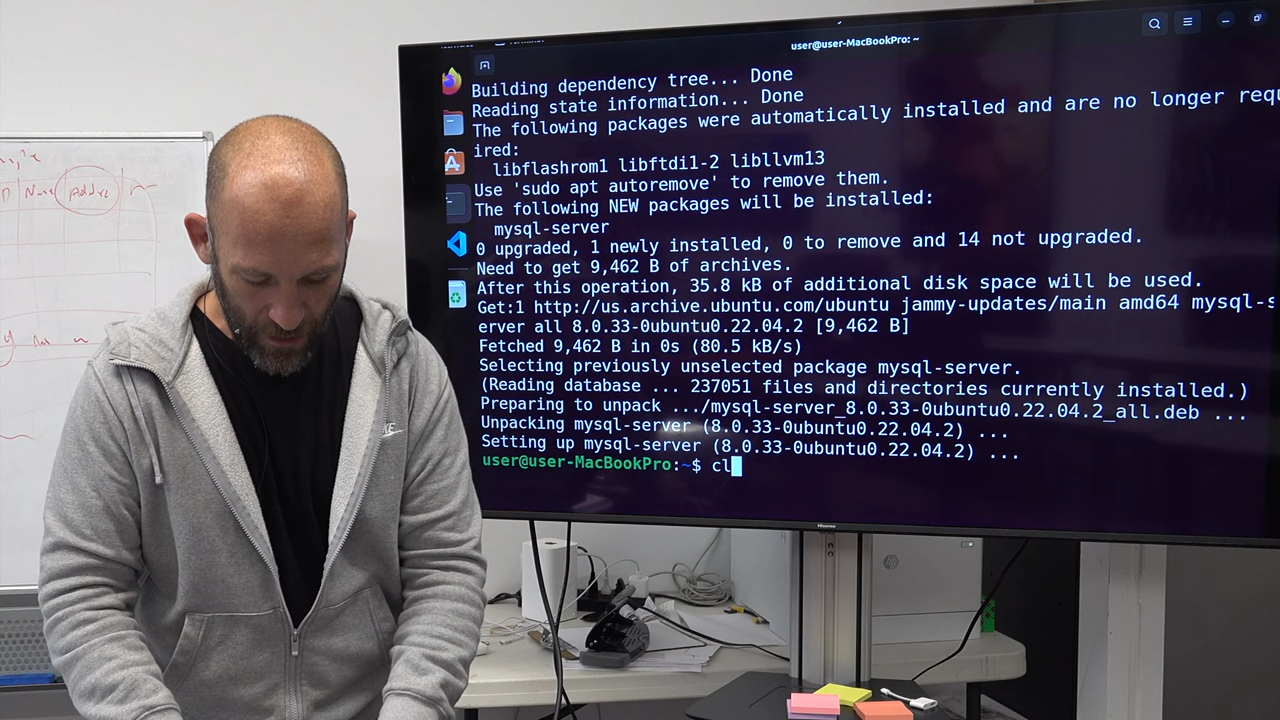 Name Addrc
user@user-MacBookPro: ~
Building dependency tree... Done
Reading state information... Done
The following packages were automatically installed and are no longer requ
ired:
libflashrom1 libftdi1-2 libllvm13
Use 'sudo apt autoremove' to remove them.
The following NEW packages will be installed:
mysql-server
0 upgraded, 1 newly installed, 0 to remove and 14 not upgraded.
Need to get 9,462 B of archives.
After this operation, 35.8 kB of additional disk space will be used.
Get:1 http://us.archive.ubuntu.com/ubuntu jammy-updates/main amd64 mysql-s
erver all 8.0.33-0ubuntu0.22.04.2 [9,462 B]
Fetched 9,462 B in 0s (80.5 kB/s)
Selecting previously unselected package mysql-server.
(Reading database ... 237051 files and directories currently installed.)
Preparing to unpack .../mysql-server_8.0.33-0ubuntu0.22.04.2_all.deb ...
Unpacking mysql-server (8.0.33-0ubuntu0.22.04.2) ...
Setting up mysql-server (8.0.33-0ubuntu0.22.04.2) ...
user@user-MacBookPro:~$ cl
Hisense
hp